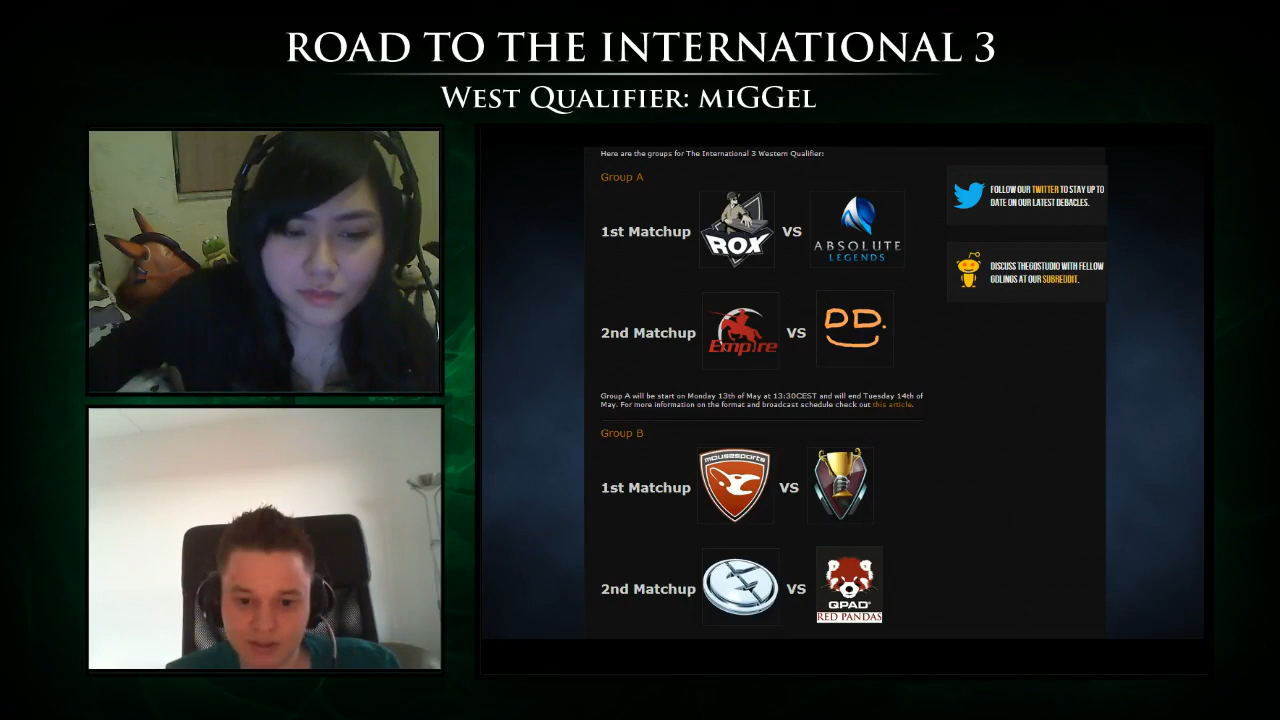 ROAD TO THE INTERNATIONAL 3
WEST QUALIFIER: MIGGEL
Here are the groups for The International 3 Western Qualifier:
Group A
1st Matchup
ROX
VS
ABSOLUTE
LEGENDS
2nd Matchup
Empire
VS
DD.
Group A will be start on Monday 13th of May at 13:30CEST and will end Tuesday 14th of
May. For more information on the format and broadcast schedule check out this article.
Group B
1st Matchup
mousesports
VS
2nd Matchup
VS
QPAD
RED PANDAS
FOLLOW OUR TWITTER TO STAY UP TO
DATE ON OUR LATEST DEBACLES.
DISCUSS THEGDSTUDIO WITH FELLOW
GDLINGS AT OUR SUBREDDIT.